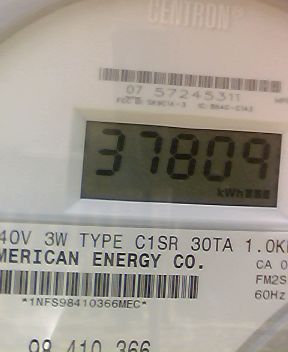 CENTRON®
07 57245311
37809
kWh
40V 3W TYPE C1SR 30TA 1.0K
MERICAN ENERGY CO.
CA 0
FM2S
60Hz
*1NFS98410366MEC*
98 410 366